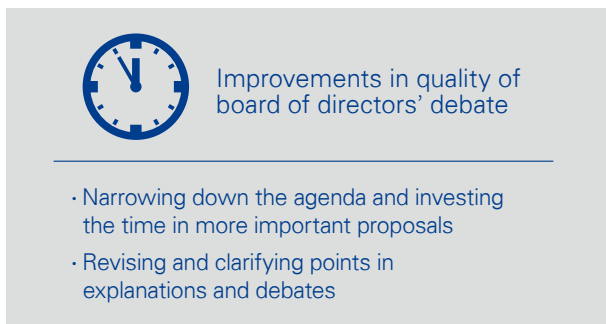 Improvements in quality of
board of directors’ debate
· Narrowing down the agenda and investing
the time in more important proposals
· Revising and clarifying points in
explanations and debates